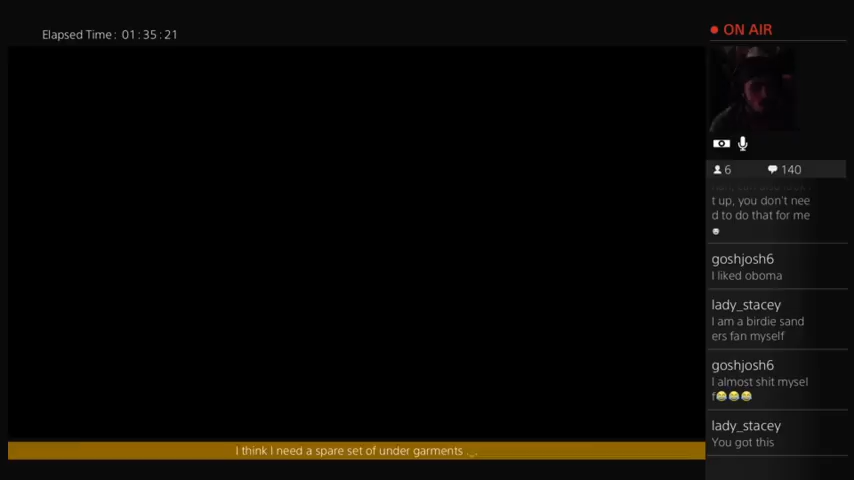 Elapsed Time: 01:35:21
ON AIR
6 140
t up, you don't nee
d to do that for me
goshjosh6
I liked oboma
lady_stacey
I am a birdie sand
ers fan myself
goshjosh6
I almost shit mysel
f😂😂😂
lady_stacey
You got this
I think I need a spare set of under garments ._.